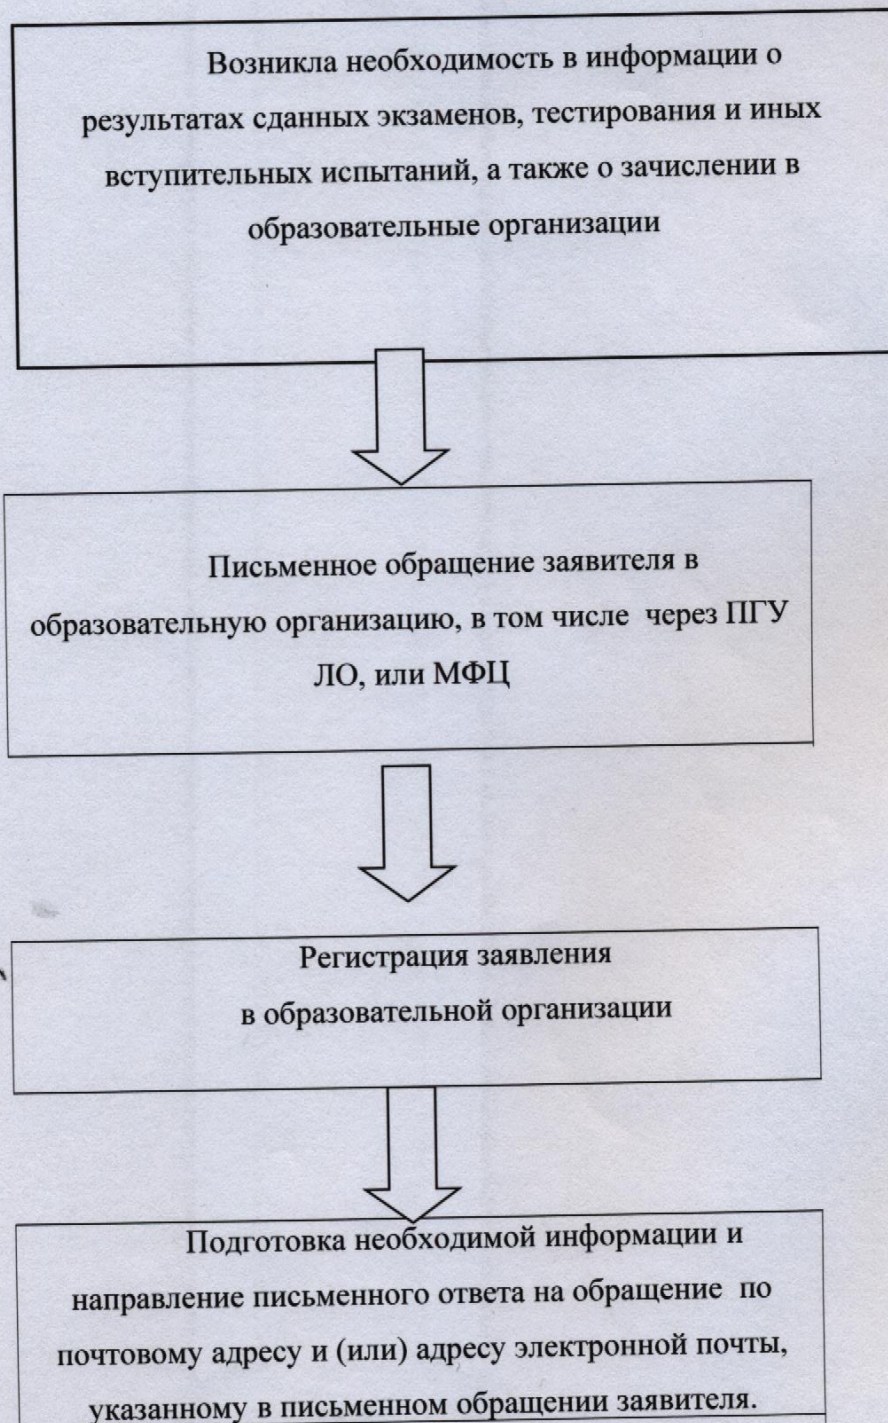 Возникла необходимость в информации о
результатах сданных экзаменов, тестирования и иных
вступительных испытаний, а также о зачислении в
образовательные организации
Письменное обращение заявителя в
образовательную организацию, в том числе через ПГУ
ЛО, или МФЦ
Регистрация заявления
в образовательной организации
Подготовка необходимой информации и
направление письменного ответа на обращение по
почтовому адресу и (или) адресу электронной почты,
указанному в письменном обращении заявителя.